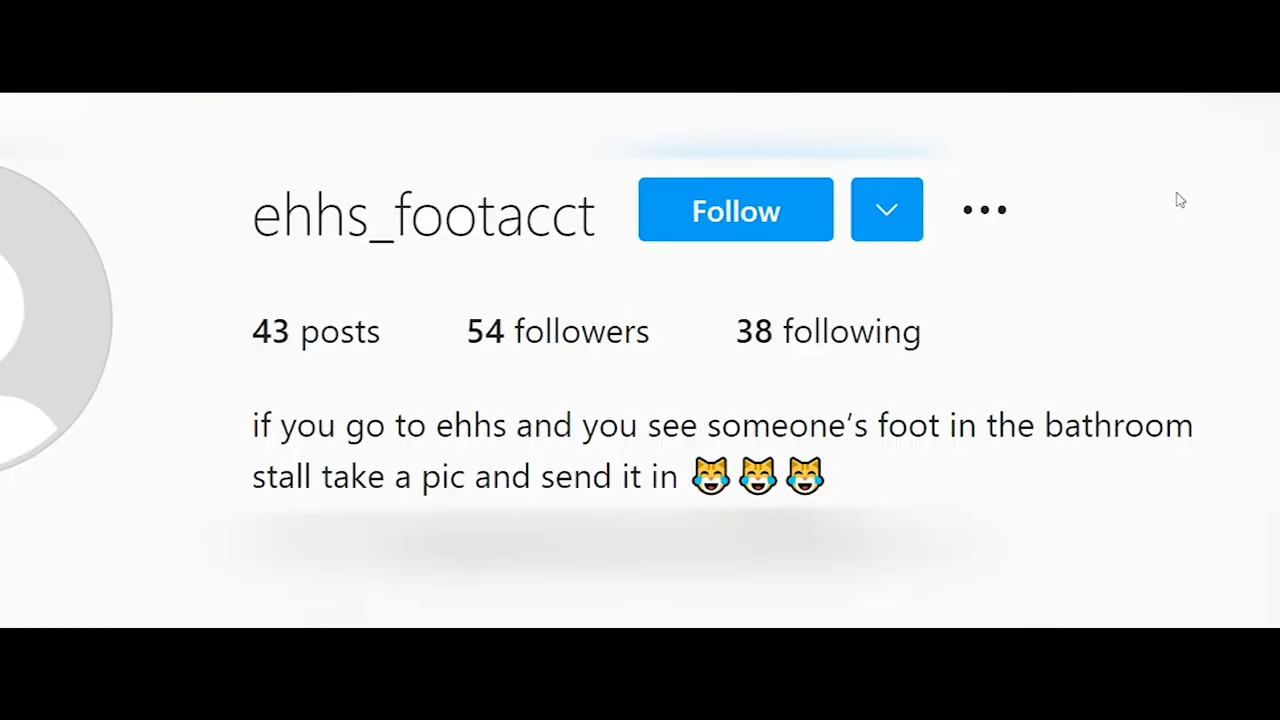 ehhs_footacct Follow
43 posts 54 followers 38 following
if you go to ehhs and you see someone’s foot in the bathroom
stall take a pic and send it in 😹😹😹